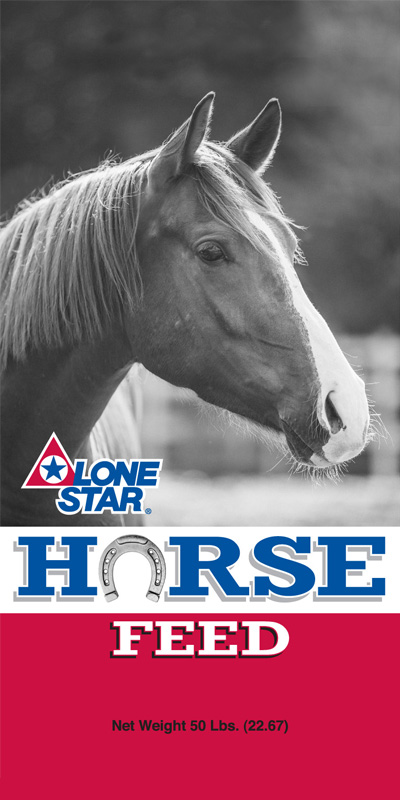 LONE
STAR®
HORSE
FEED
Net Weight 50 Lbs. (22.67)